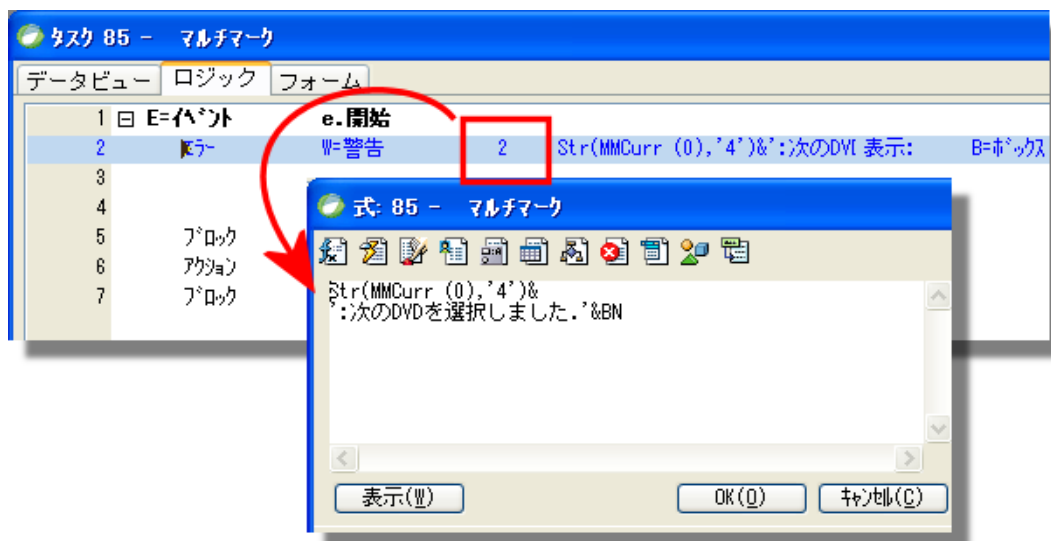 タスク 85 - マルチマーク
データビュー ロジック フォーム
1 E=イベント e.開始
2 エラー W=警告 2 Str(MMCurr (0),'4')&':次のDVD 表示: B=ボックス
3
4
5 ブロック
6 アクション
7 ブロック
式: 85 - マルチマーク
Str(MMCurr (0),'4')&
':次のDVDを選択しました.'&BN
表示(W) OK(O) キャンセル(C)